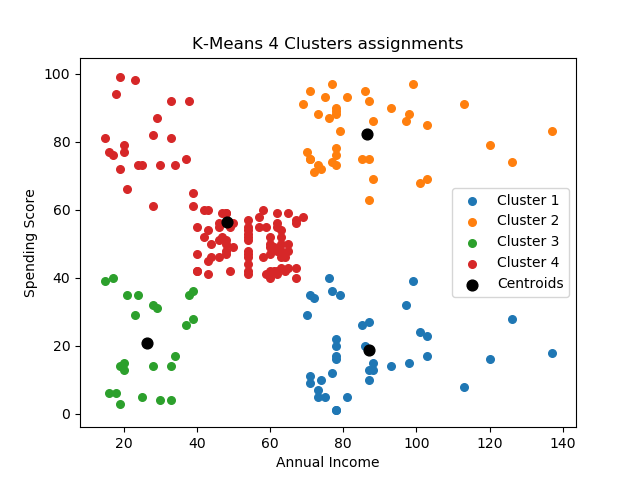 K-Means 4 Clusters assignments
100
80
60
40
20
0
Spending Score
Cluster 1
Cluster 2
Cluster 3
Cluster 4
Centroids
20 40 60 80 100 120 140
Annual Income